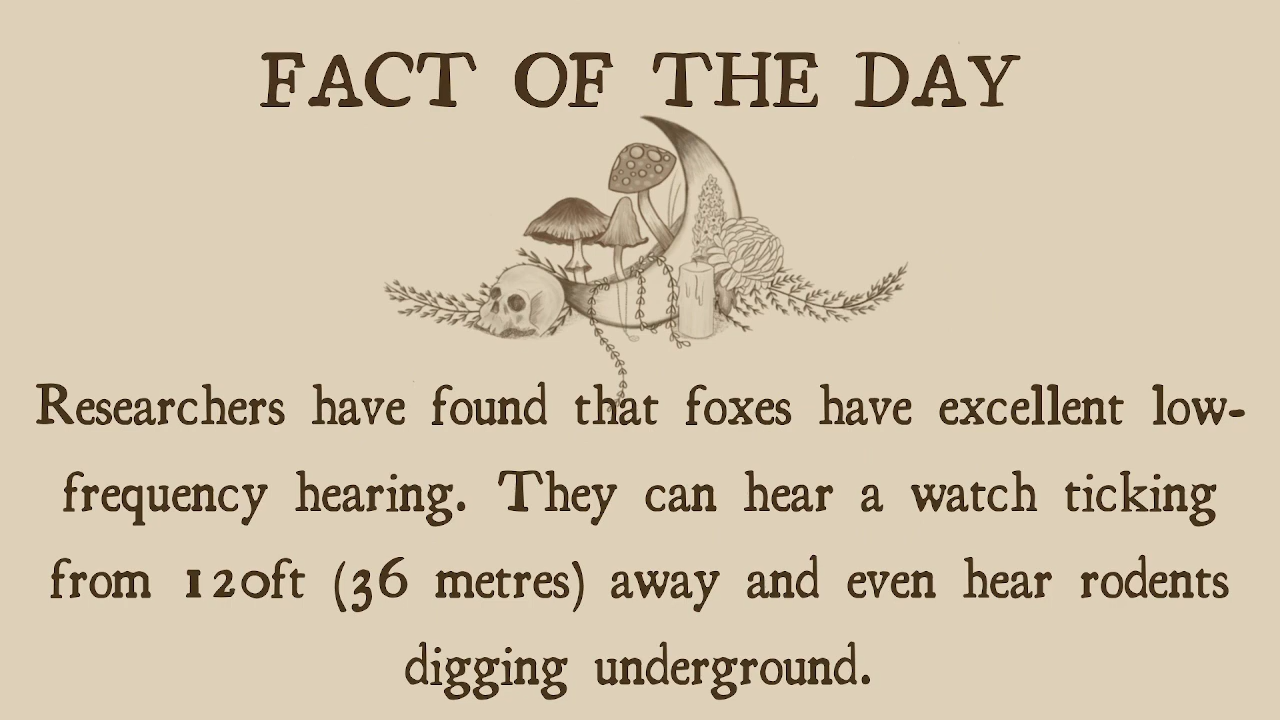 FACT OF THE DAY
Researchers have found that foxes have excellent low-
frequency hearing. They can hear a watch ticking
from 120ft (36 metres) away and even hear rodents
digging underground.